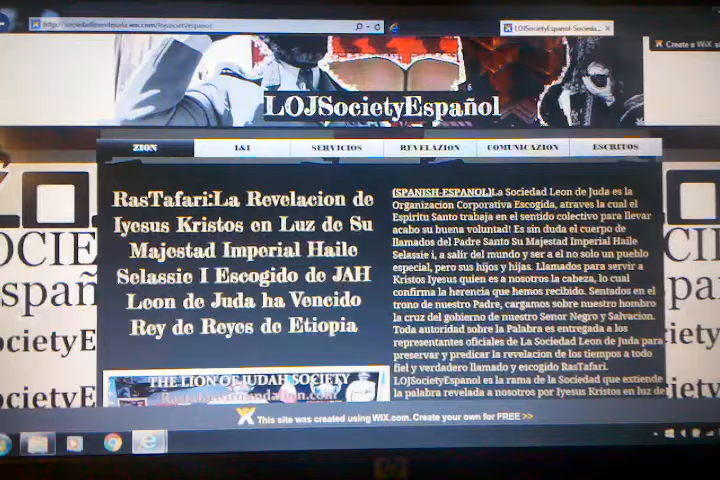 http://sociedadleondejuda.wix.com/lojsocietyespanol
LOJSocietyEspanol-Socieda...
Create a WiX
LOJSocietyEspañol
ZION
I&I
SERVICIOS
REVELAZION
COMUNICAZION
ESCRITOS
RasTafari:La Revelacion de
Iyesus Kristos en Luz de Su
Majestad Imperial Haile
Selassie I Escogido de JAH
Leon de Juda ha Vencido
Rey de Reyes de Etiopia
(SPANISH-ESPANOL)La Sociedad Leon de Juda es la
Organizacion Corporativa Escogida, atraves la cual el
Espiritu Santo trabaja en el sentido colectivo para llevar
acabo su buena voluntad! Es sin duda el cuerpo de
llamados del Padre Santo Su Majestad Imperial Haile
Selassie i, a salir del mundo y ser a el no solo un pueblo
especial, pero sus hijos y hijas. Llamados para servir a
Kristos Iyesus quien es a nosotros la cabeza, lo cual
confirma la herencia que hemos recibido. Sentados en el
trono de nuestro Padre, cargamos sobre nuestro hombro
la cruz del gobierno de nuestro Senor Negro y Salvacion.
Toda autoridad sobre la Palabra es entregada a los
representantes oficiales de La Sociedad Leon de Juda para
preservar y predicar la revelacion de los tiempos a todo
fiel y verdadero llamado y escogido RasTafari.
LOJSocietyEspanol es la rama de la Sociedad que extiende
la palabra revelada a nosotros por Iyesus Kristos en luz de
THE LION OF JUDAH SOCIETY
This site was created using WiX.com. Create your own for FREE >>